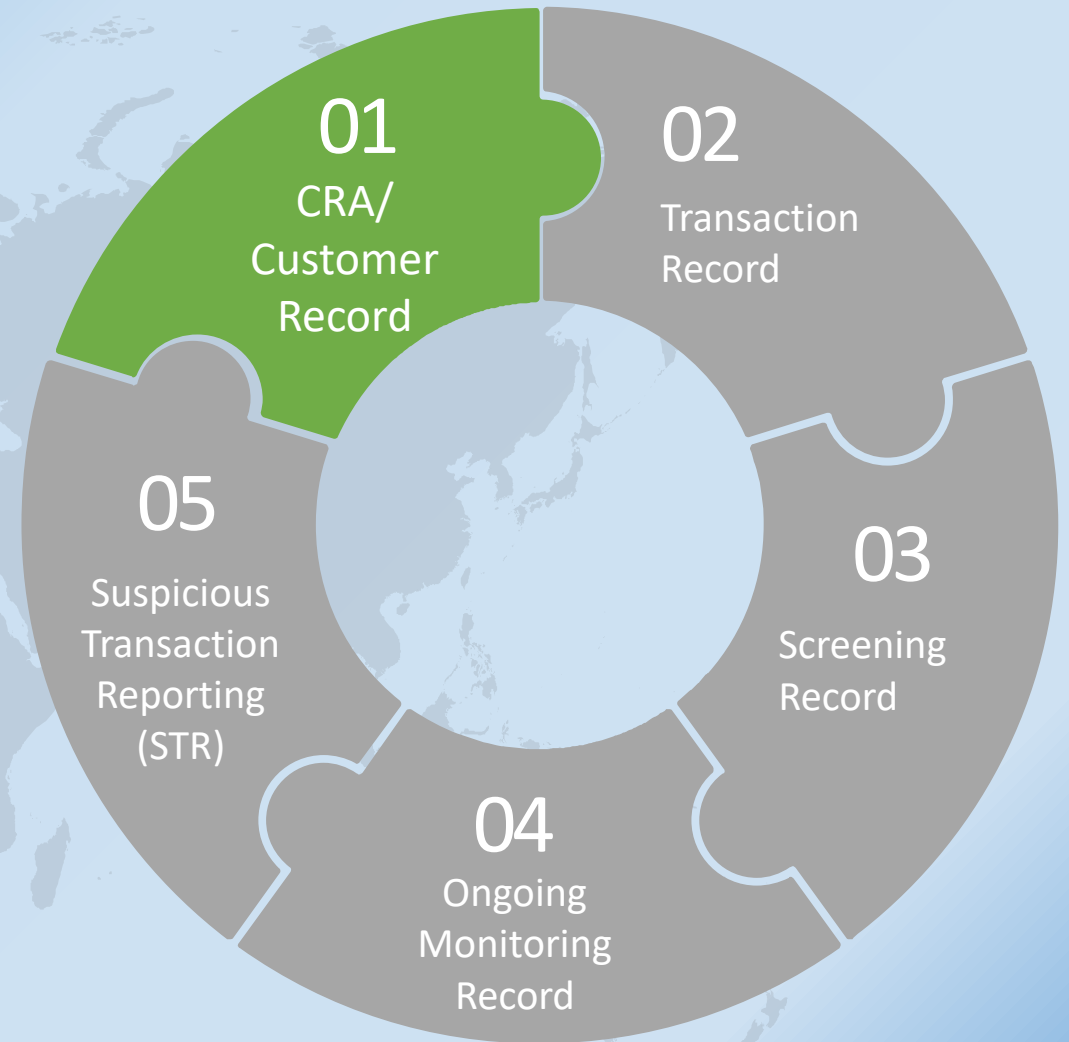 01
CRA/
Customer
Record
02
Transaction
Record
03
Screening
Record
04
Ongoing
Monitoring
Record
05
Suspicious
Transaction
Reporting
(STR)